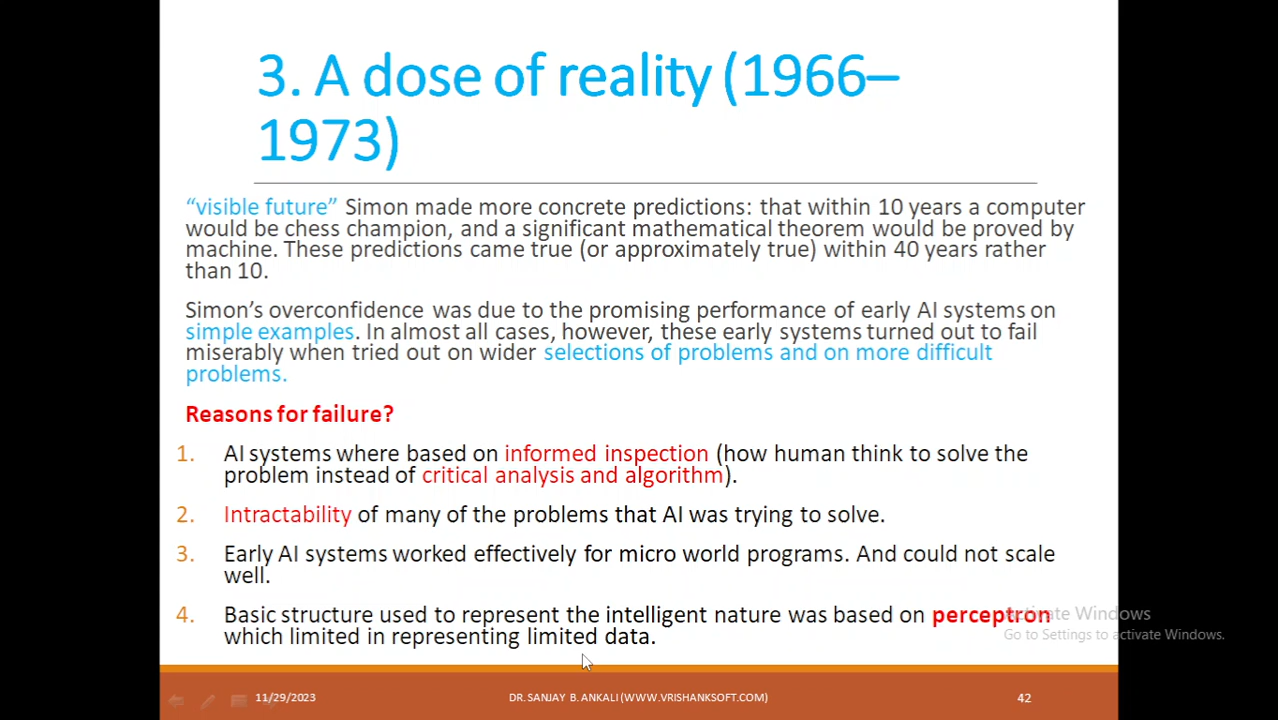 3. A dose of reality (1966–
1973)
“visible future” Simon made more concrete predictions: that within 10 years a computer
would be chess champion, and a significant mathematical theorem would be proved by
machine. These predictions came true (or approximately true) within 40 years rather
than 10.
Simon’s overconfidence was due to the promising performance of early AI systems on
simple examples. In almost all cases, however, these early systems turned out to fail
miserably when tried out on wider selections of problems and on more difficult
problems.
Reasons for failure?
1. AI systems where based on informed inspection (how human think to solve the
problem instead of critical analysis and algorithm).
2. Intractability of many of the problems that AI was trying to solve.
3. Early AI systems worked effectively for micro world programs. And could not scale
well.
4. Basic structure used to represent the intelligent nature was based on perceptron
which limited in representing limited data.
Activate Windows
Go to Settings to activate Windows.
11/29/2023 DR. SANJAY B. ANKALI (WWW.VRISHANKSOFT.COM) 42